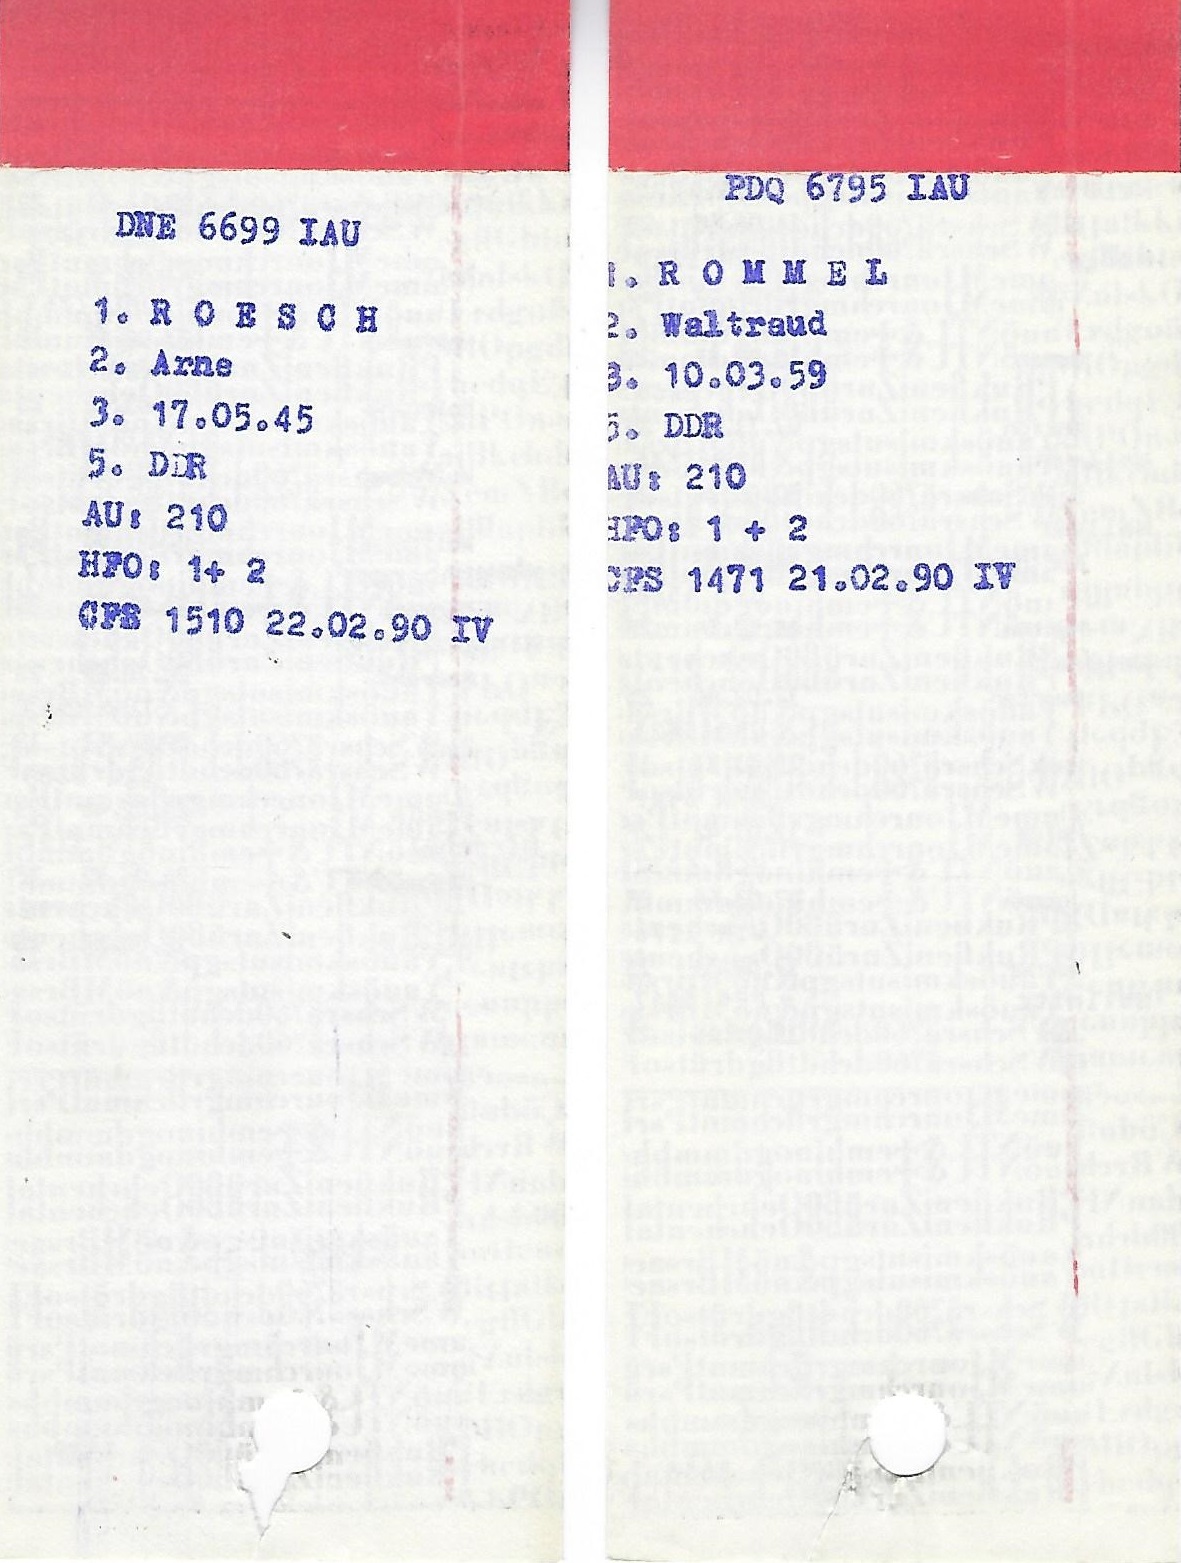 DNE 6699 IAU
1. R O E S C H
2. Arne
3. 17.05.45
5. DDR
AU: 210
HFO: 1+ 2
CFS 1510 22.02.90 IV
PDQ 6795 IAU
1. R O M M E L
2. Waltraud
3. 10.03.59
5. DDR
AU: 210
HFO: 1 + 2
CFS 1471 21.02.90 IV